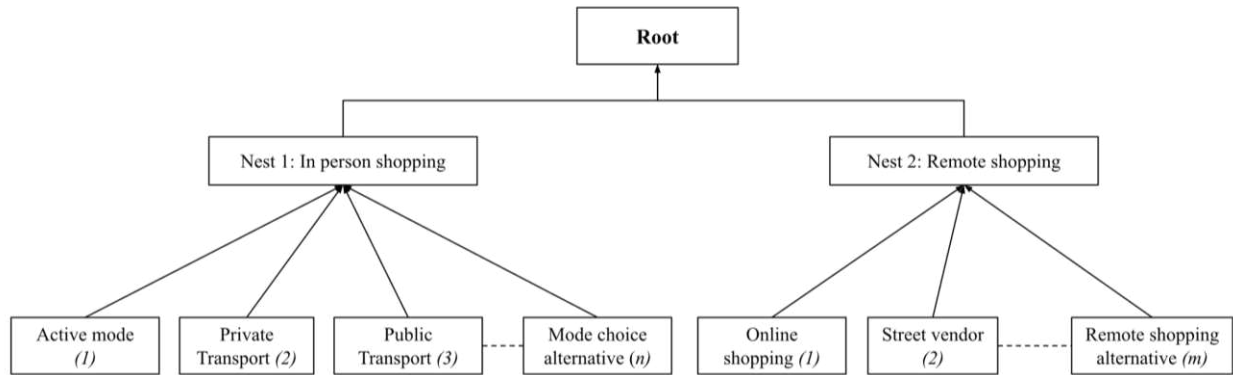 Root
Nest 1: In person shopping
Nest 2: Remote shopping
Active mode
(1)
Private
Transport (2)
Public
Transport (3)
Mode choice
alternative (n)
Online
shopping (1)
Street vendor
(2)
Remote shopping
alternative (m)